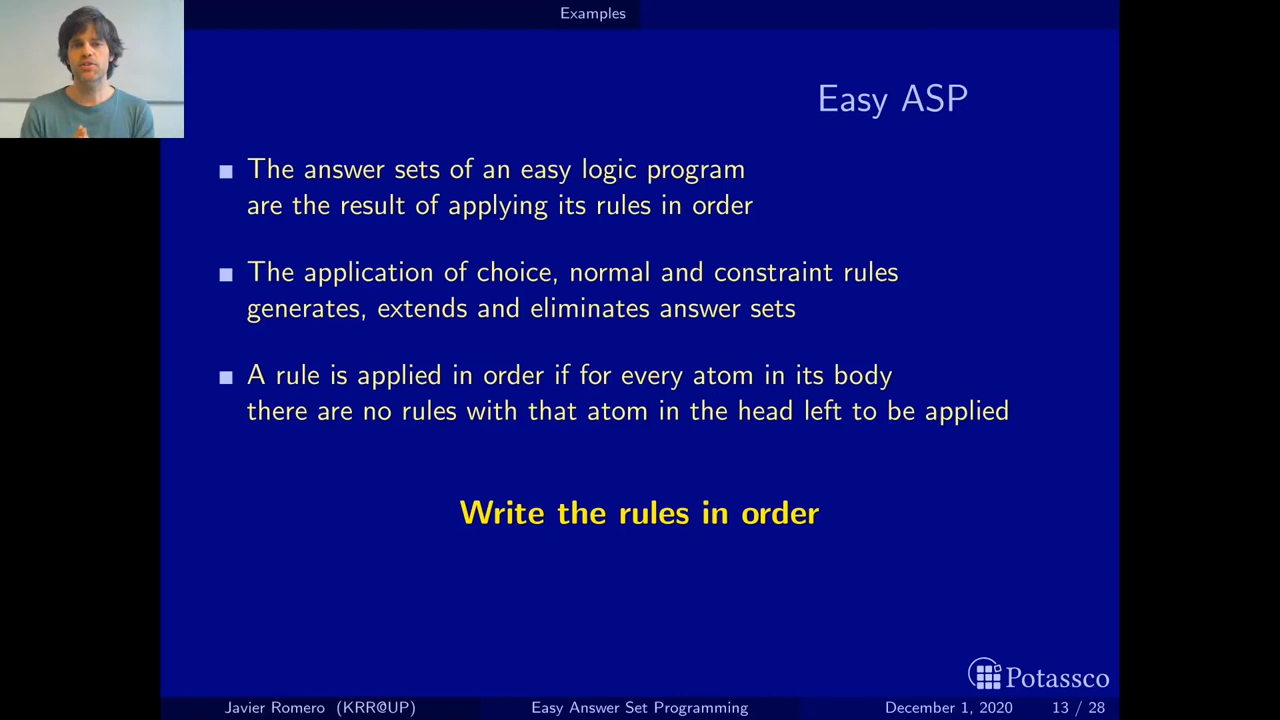 Examples
Easy ASP
The answer sets of an easy logic program
are the result of applying its rules in order
The application of choice, normal and constraint rules
generates, extends and eliminates answer sets
A rule is applied in order if for every atom in its body
there are no rules with that atom in the head left to be applied
Write the rules in order
Potassco
Javier Romero (KRR@UP) Easy Answer Set Programming December 1, 2020 13 / 28